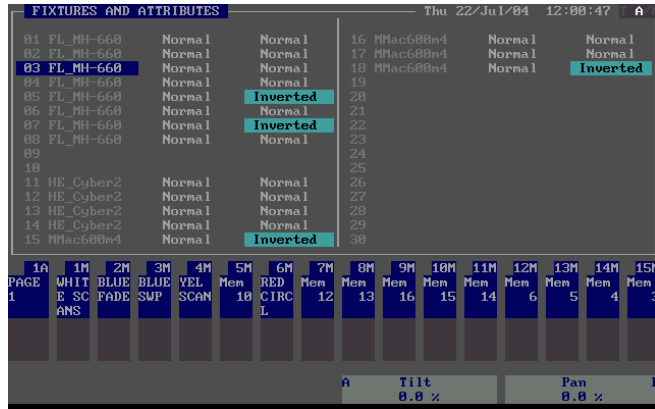 FIXTURES AND ATTRIBUTES Thu 22/Jul/04 12:00:47 A
01 FL_MH-660 Normal Normal 16 MMac600m4 Normal Normal
02 FL_MH-660 Normal Normal 17 MMac600m4 Normal Normal
03 FL_MH-660 Normal Normal 18 MMac600m4 Normal Inverted
04 FL_MH-660 Normal Normal 19
05 FL_MH-660 Normal Inverted 20
06 FL_MH-660 Normal Normal 21
07 FL_MH-660 Normal Inverted 22
08 FL_MH-660 Normal Normal 23
09 24
10 25
11 HE_Cyber2 Normal Normal 26
12 HE_Cyber2 Normal Normal 27
13 HE_Cyber2 Normal Normal 28
14 HE_Cyber2 Normal Normal 29
15 MMac600m4 Normal Inverted 30
1A 1M 2M 3M 4M 5M 6M 7M 8M 9M 10M 11M 12M 13M 14M 15M
PAGE WHIT BLUE BLUE YEL Mem RED Mem Mem Mem Mem Mem Mem Mem Mem Mem
1 E SC FADE SWP SCAN 10 CIRC 12 13 16 15 14 6 5 4
ANS L
A Tilt Pan
0.0 % 0.0 %